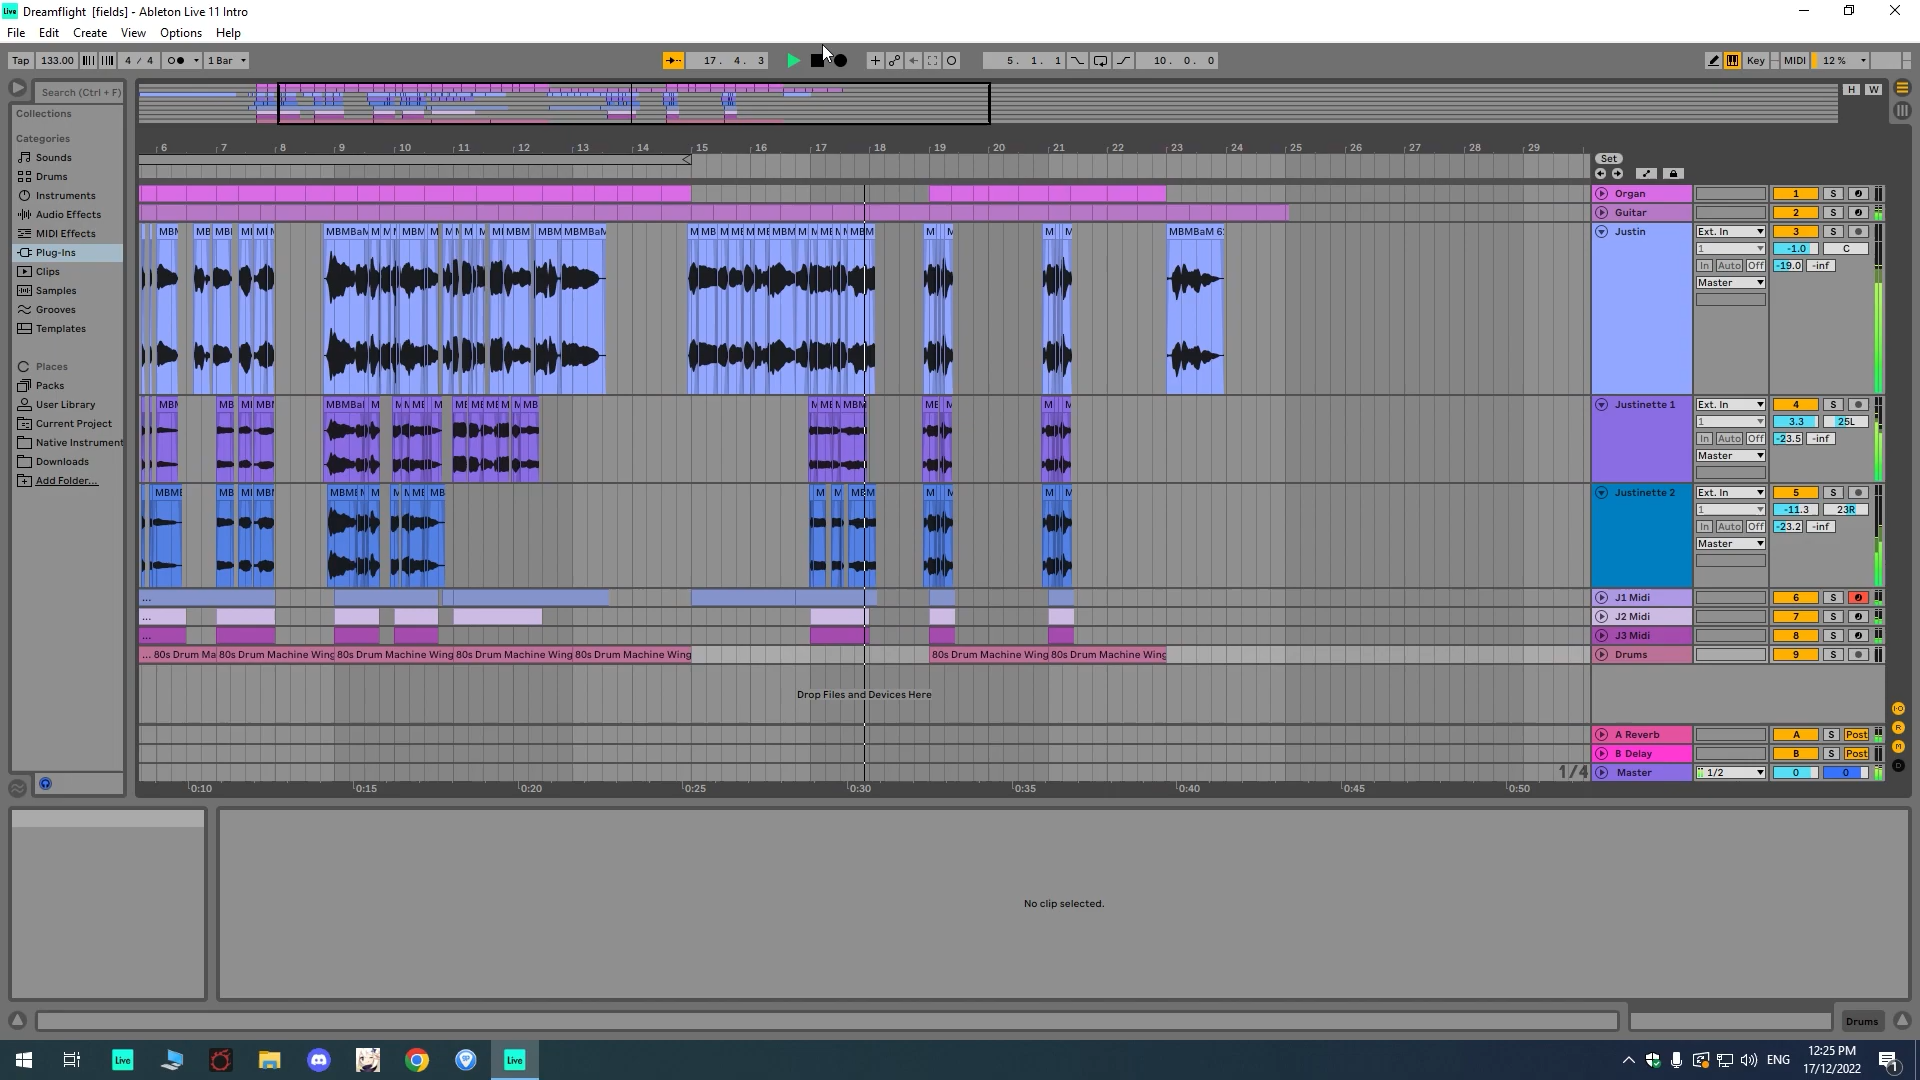 Live Dreamflight [fields] - Ableton Live 11 Intro
File Edit Create View Options Help
Tap 133.00 4 / 4 1 Bar 17. 4. 3 5. 1. 1 10. 0. 0 Key MIDI 12 %
Search (Ctrl + F)
H W
Collections
Categories
Sounds
Drums
Instruments
Audio Effects
MIDI Effects
Plug-Ins
Clips
Samples
Grooves
Templates
Places
Packs
User Library
Current Project
Native Instrument
Downloads
Add Folder...
6 7 8 9 10 11 12 13 14 15 16 17 18 19 20 21 22 23 24 25 26 27 28 29
Set
Organ 1 S
Guitar 2 S
MBMBaM 6:
Justin Ext. In 3 S
1 -1.0 C
In Auto Off -19.0 -inf
Master
Justinette 1 Ext. In 4 S
1 3.3 25L
In Auto Off -23.5 -inf
Master
Justinette 2 Ext. In 5 S
1 -11.3 23R
In Auto Off -23.2 -inf
Master
... J1 Midi 6 S
... J2 Midi 7 S
... J3 Midi 8 S
... 80s Drum Ma 80s Drum Machine Wing 80s Drum Machine Wing 80s Drum Machine Wing 80s Drum Machine Wing 80s Drum Machine Wing 80s Drum Machine Wing Drums 9 S
Drop Files and Devices Here
A Reverb A S Post
B Delay B S Post
1/4 Master 1/2 0 0
0:10 0:15 0:20 0:25 0:30 0:35 0:40 0:45 0:50
No clip selected.
Drums
Live Live ENG 12:25 PM
17/12/2022
1